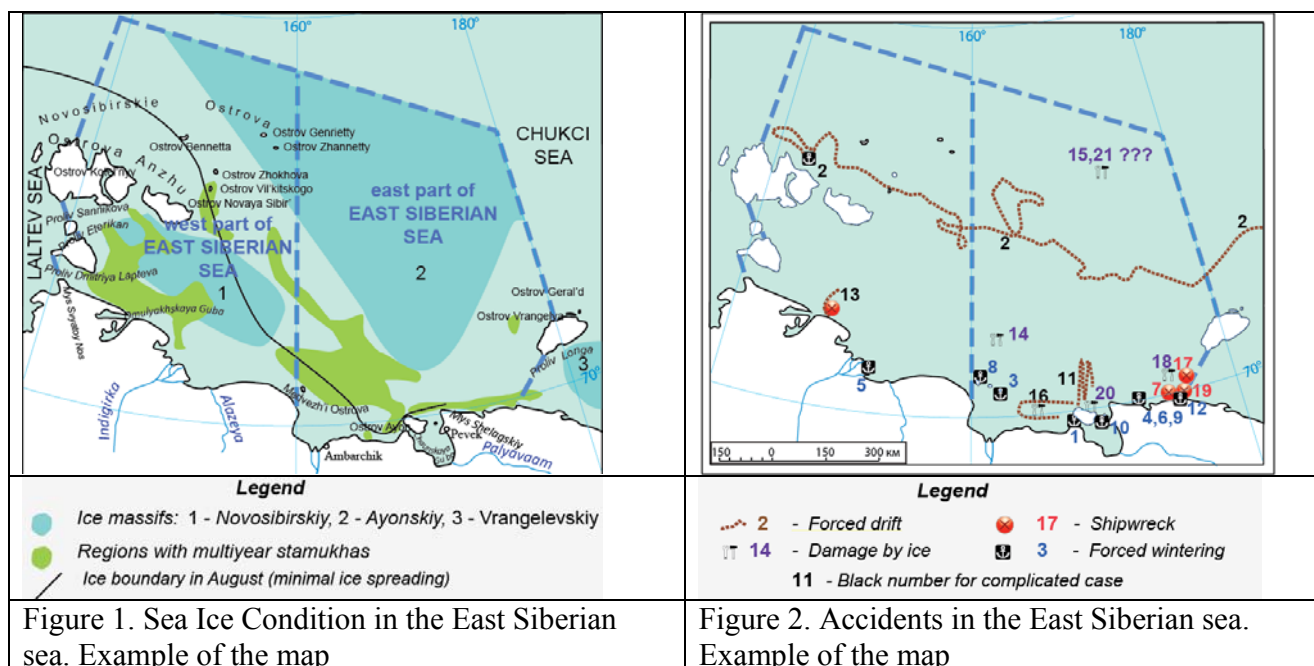 160°
180°
Novosibirskie
Ostrova
Ostrov Genrietty
Ostrov Zhannetty
CHUKCI
SEA
Ostrov Bennetta
Ostrova Anzhu
LALTEV SEA
Ostrov Zhokhova
Ostrov Vil'kitskogo
Ostrov Novaya Sibir'
east part of
EAST SIBERIAN
SEA
2
Proliv Sannikova
Proliv Eterikan
west part of
EAST SIBERIAN
SEA
1
Proliv Dmitriya Lapteva
Mys Svyatoy Nos
Ostrov Geral'd
Ostrov Vrangelya
Proliv Longa
3
70°
Indigirka
Alazeya
Medvezh'i Ostrova
Ostrov Ayon
Mys Shelagskiy
Pevek
Ambarchik
Palyavaam
Legend
Ice massifs: 1 - Novosibirskiy, 2 - Ayonskiy, 3 - Vrangelevskiy
Regions with multiyear stamukhas
Ice boundary in August (minimal ice spreading)
Figure 1. Sea Ice Condition in the East Siberian
sea. Example of the map
160°
180°
15,21 ???
2
2
2
13
14
5
8
3
11
16
20
1
10
18
17
7
19
4,6,9
12
70°
150 0 150 300 км
Legend
2 - Forced drift
17 - Shipwreck
14 - Damage by ice
3 - Forced wintering
11 - Black number for complicated case
Figure 2. Accidents in the East Siberian sea.
Example of the map